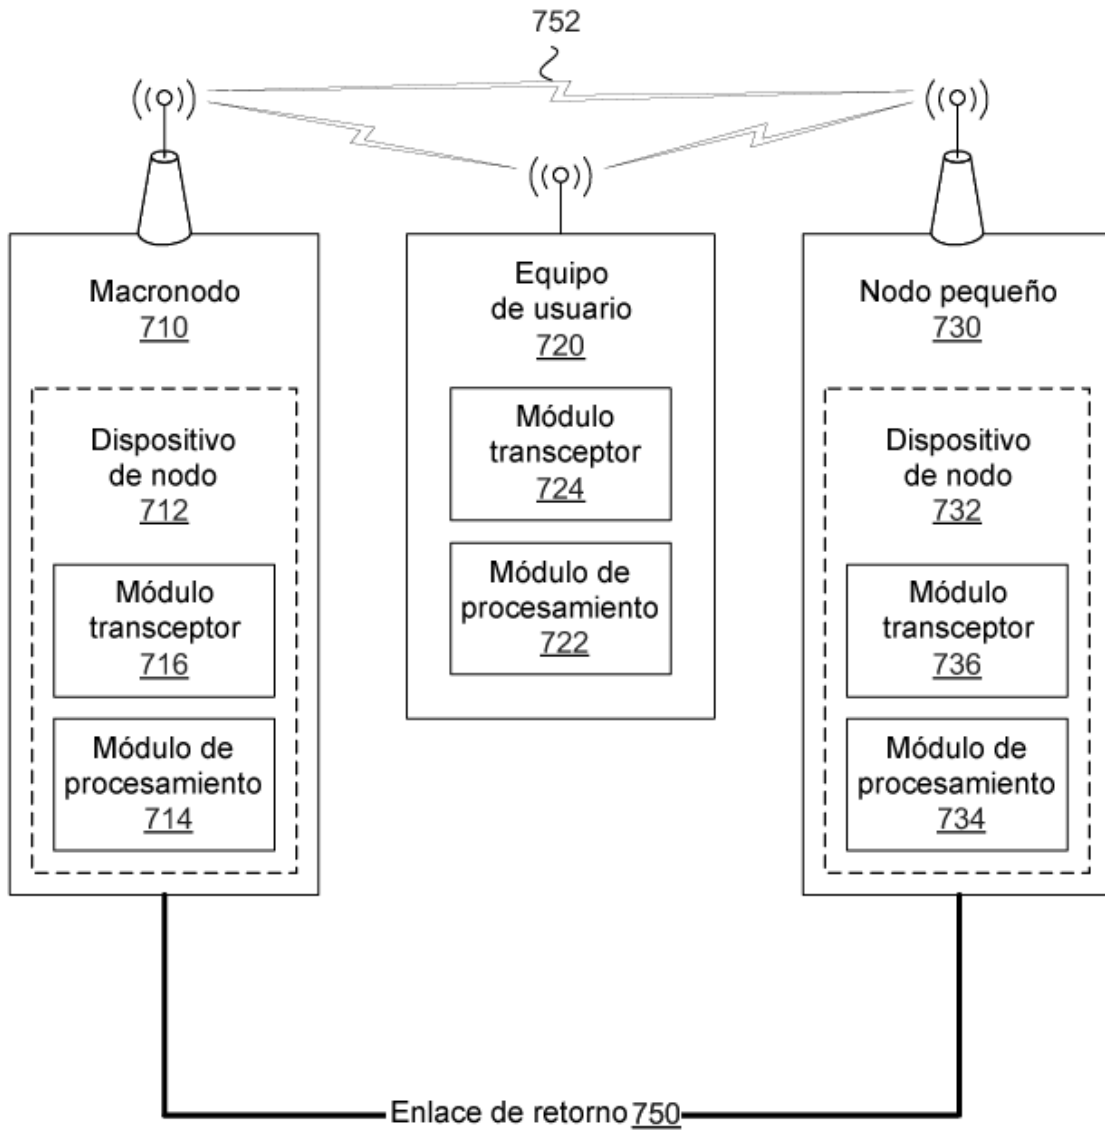 752
Macronodo
710
Dispositivo
de nodo
712
Módulo
transceptor
716
Módulo de
procesamiento
714
Equipo
de usuario
720
Módulo
transceptor
724
Módulo de
procesamiento
722
Nodo pequeño
730
Dispositivo
de nodo
732
Módulo
transceptor
736
Módulo de
procesamiento
734
Enlace de retorno 750